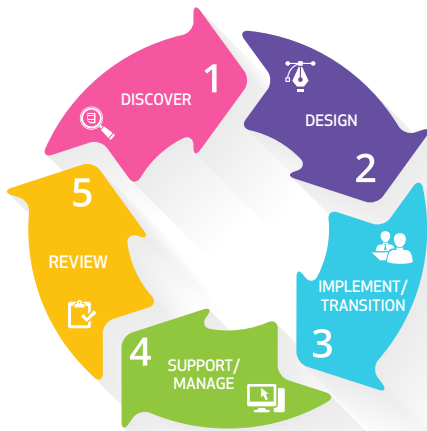 1
DISCOVER
DESIGN
2
IMPLEMENT/
TRANSITION
3
4
SUPPORT/
MANAGE
5
REVIEW